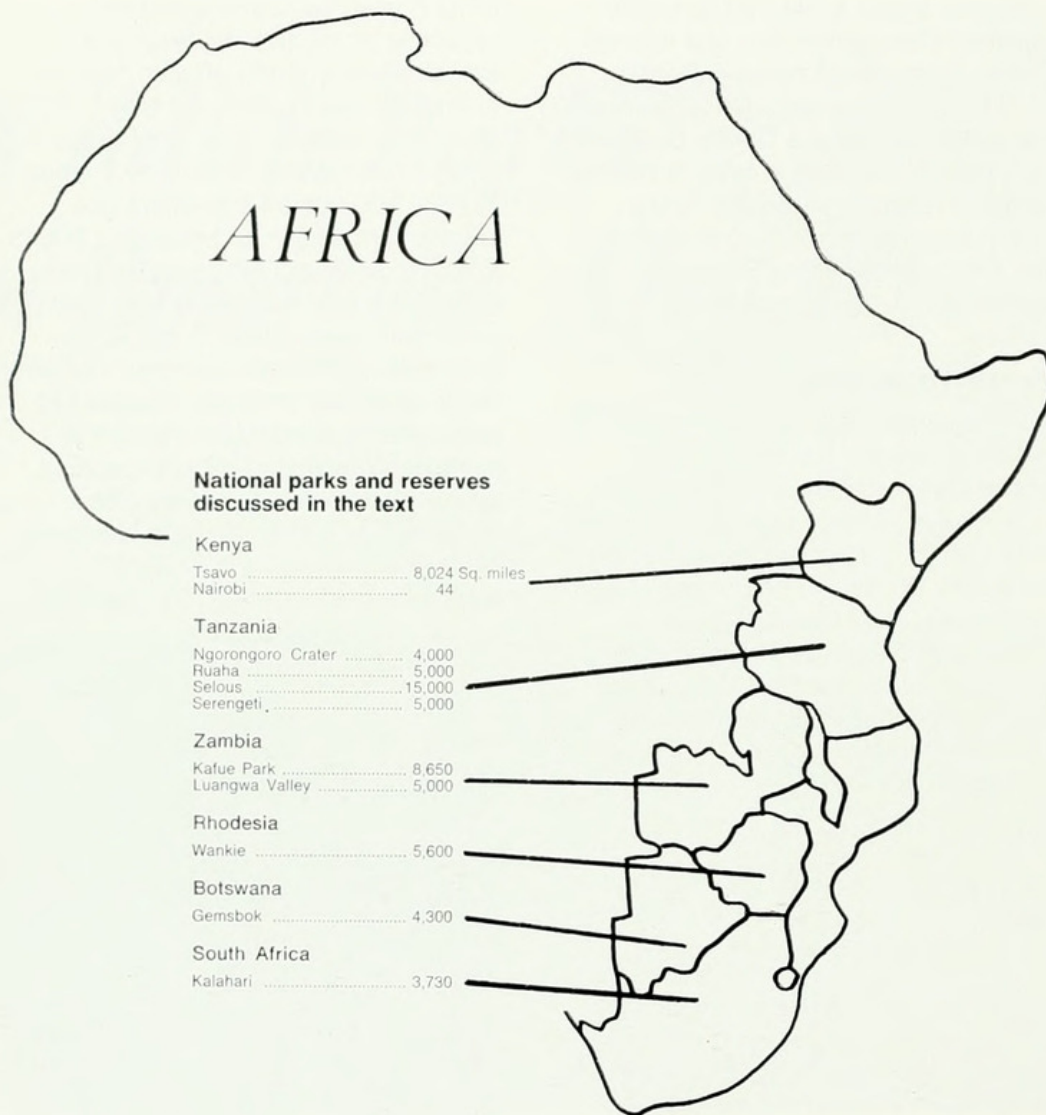 AFRICA
National parks and reserves
discussed in the text
Kenya
Tsavo ........ 8,024 Sq. miles
Nairobi ........ 44
Tanzania
Ngorongoro Crater ........ 4,000
Ruaha ........ 5,000
Selous ........ 15,000
Serengeti ........ 5,000
Zambia
Kafue Park ........ 8,650
Luangwa Valley ........ 5,000
Rhodesia
Wankie ........ 5,600
Botswana
Gemsbok ........ 4,300
South Africa
Kalahari ........ 3,730